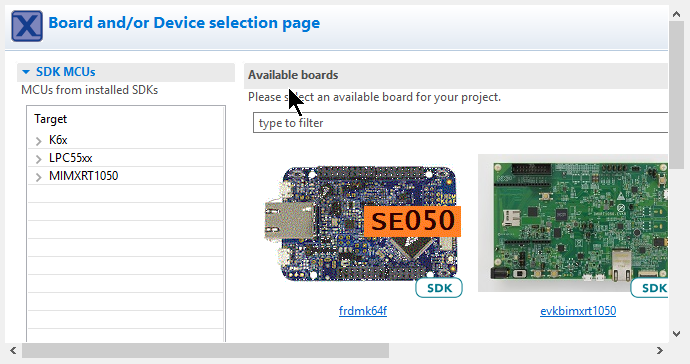 Board and/or Device selection page
SDK MCUs
MCUs from installed SDKs
Target
K6x
LPC55xx
MIMXRT1050
Available boards
Please select an available board for your project.
type to filter
SE050
SDK
frdmk64f
SDK
evkbimxrt1050